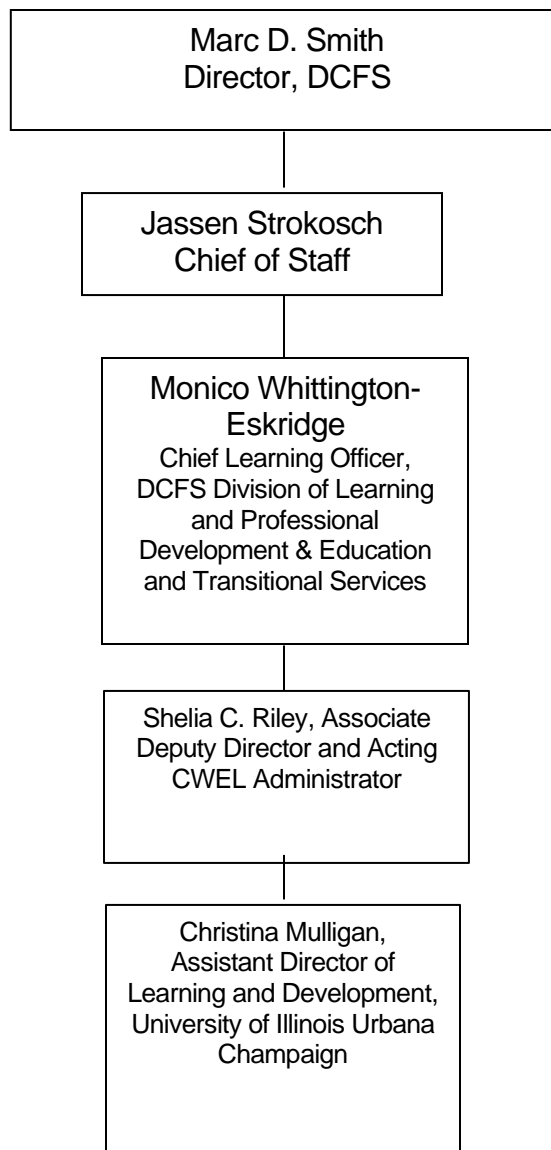 Marc D. Smith
Director, DCFS
Jassen Strokosch
Chief of Staff
Monico Whittington-
Eskridge
Chief Learning Officer,
DCFS Division of Learning
and Professional
Development & Education
and Transitional Services
Shelia C. Riley, Associate
Deputy Director and Acting
CWEL Administrator
Christina Mulligan,
Assistant Director of
Learning and Development,
University of Illinois Urbana
Champaign